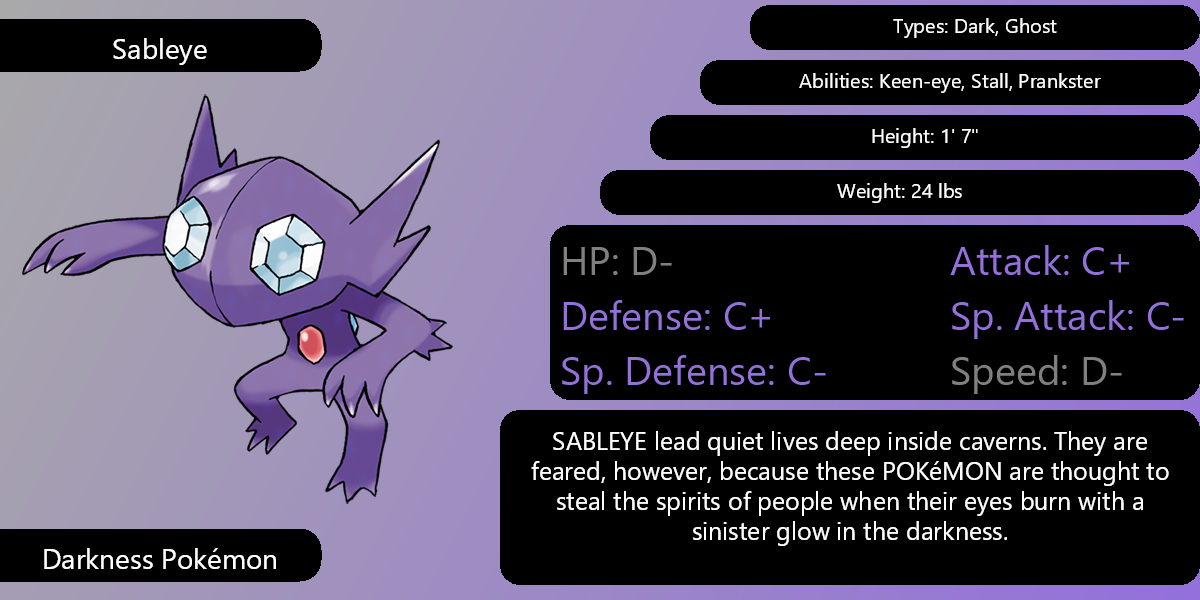 Sableye
Types: Dark, Ghost
Abilities: Keen-eye, Stall, Prankster
Height: 1' 7"
Weight: 24 lbs
HP: D-
Attack: C+
Defense: C+
Sp. Attack: C-
Sp. Defense: C-
Speed: D-
SABLEYE lead quiet lives deep inside caverns. They are
feared, however, because these POKéMON are thought to
steal the spirits of people when their eyes burn with a
sinister glow in the darkness.
Darkness Pokémon